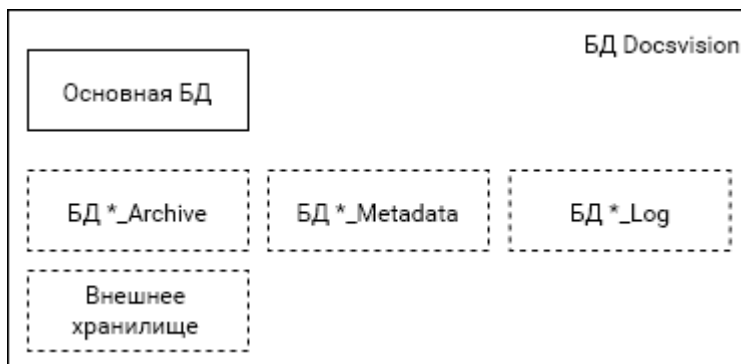 БД Docsvision
Основная БД
БД *_Archive
БД *_Metadata
БД *_Log
Внешнее
хранилище